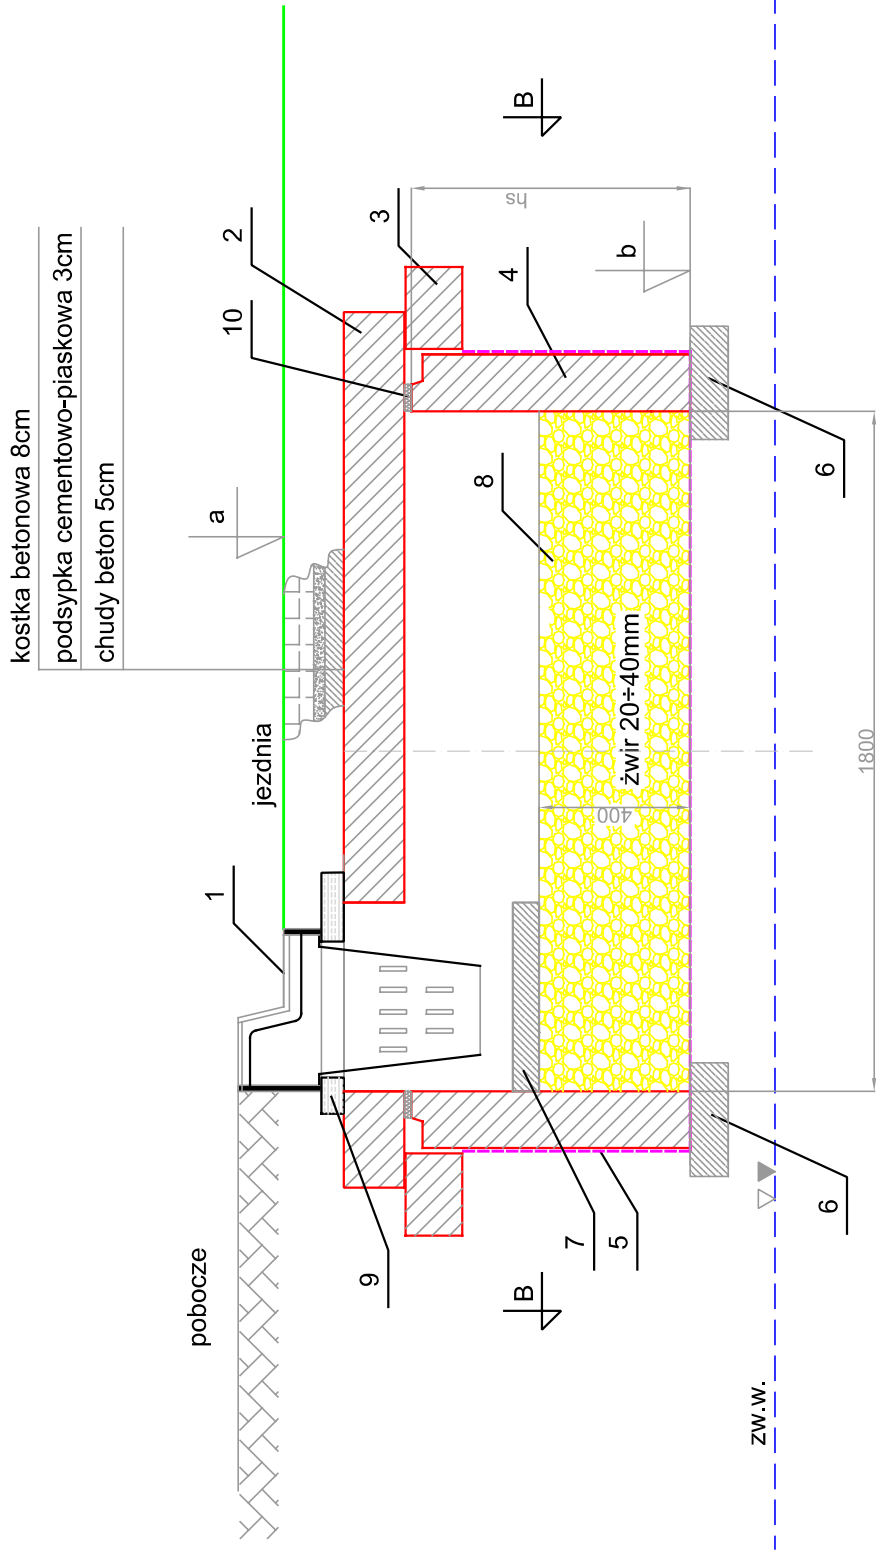 kostka betonowa 8cm
podsypka cementowo-piaskowa 3cm
chudy beton 5cm
pobocze
jezdnia
a
1
2
10
3
9
B
B
hs
4
8
b
7
5
6
6
żwir 20÷40mm
400
1800
zw.w.